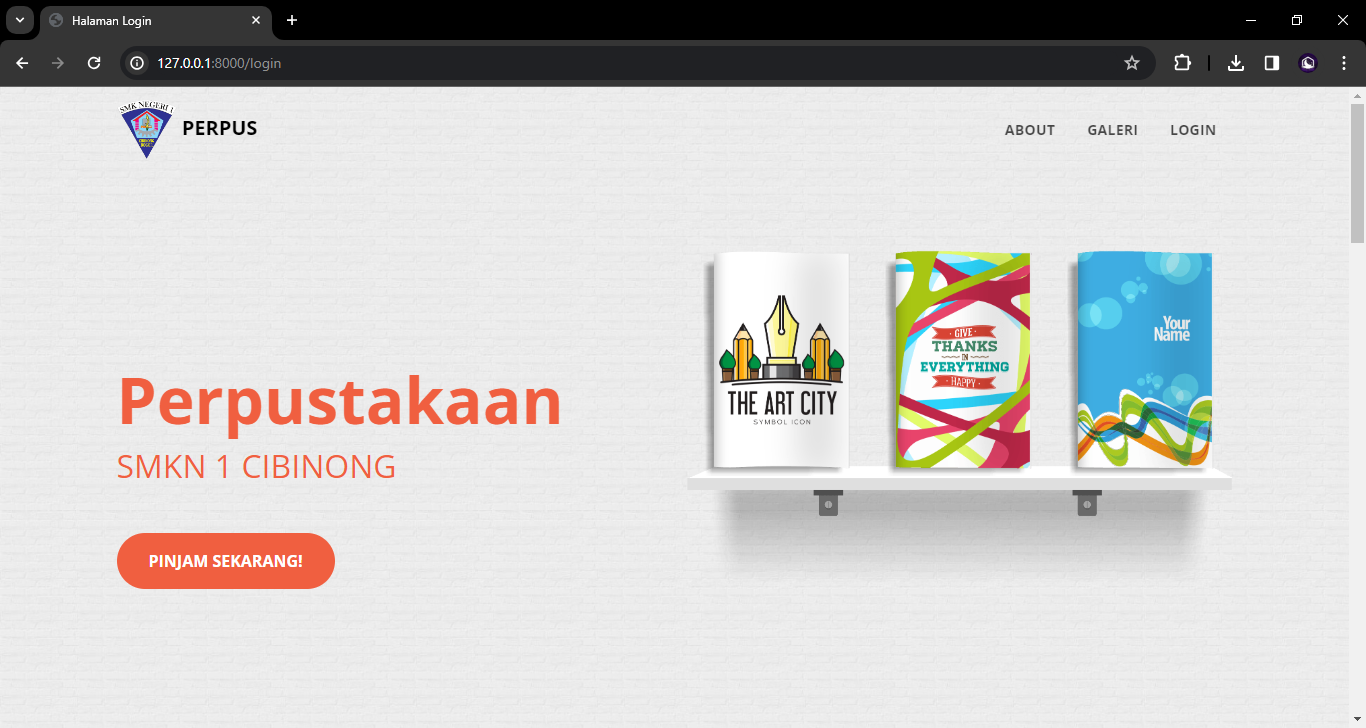 Halaman Login
127.0.0.1:8000/login
SMK NEGERI 1
PERPUS
ABOUT
GALERI
LOGIN
Perpustakaan
SMKN 1 CIBINONG
PINJAM SEKARANG!
THE ART CITY
SYMBOL ICON
· GIVE ·
THANKS
IN
EVERYTHING
· HAPPY ·
Your
Name